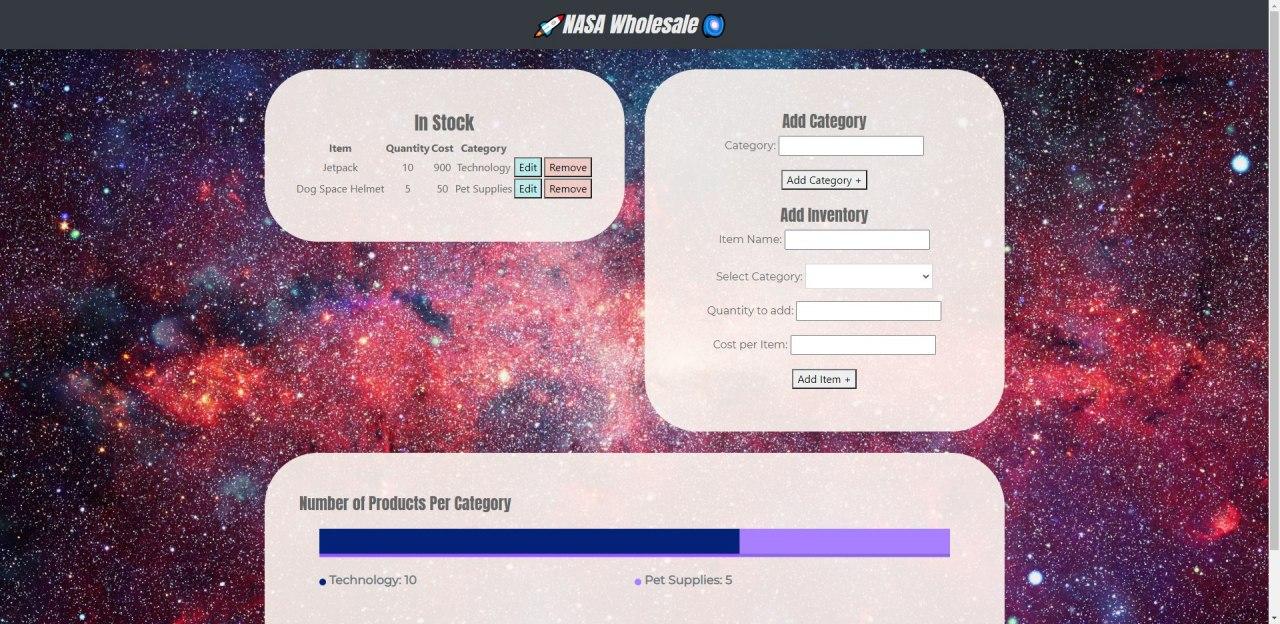 NASA Wholesale
In Stock
Item Quantity Cost Category
Jetpack 10 900 Technology Edit Remove
Dog Space Helmet 5 50 Pet Supplies Edit Remove
Add Category
Category:
Add Category +
Add Inventory
Item Name:
Select Category:
Quantity to add:
Cost per Item:
Add Item +
Number of Products Per Category
Technology: 10 Pet Supplies: 5